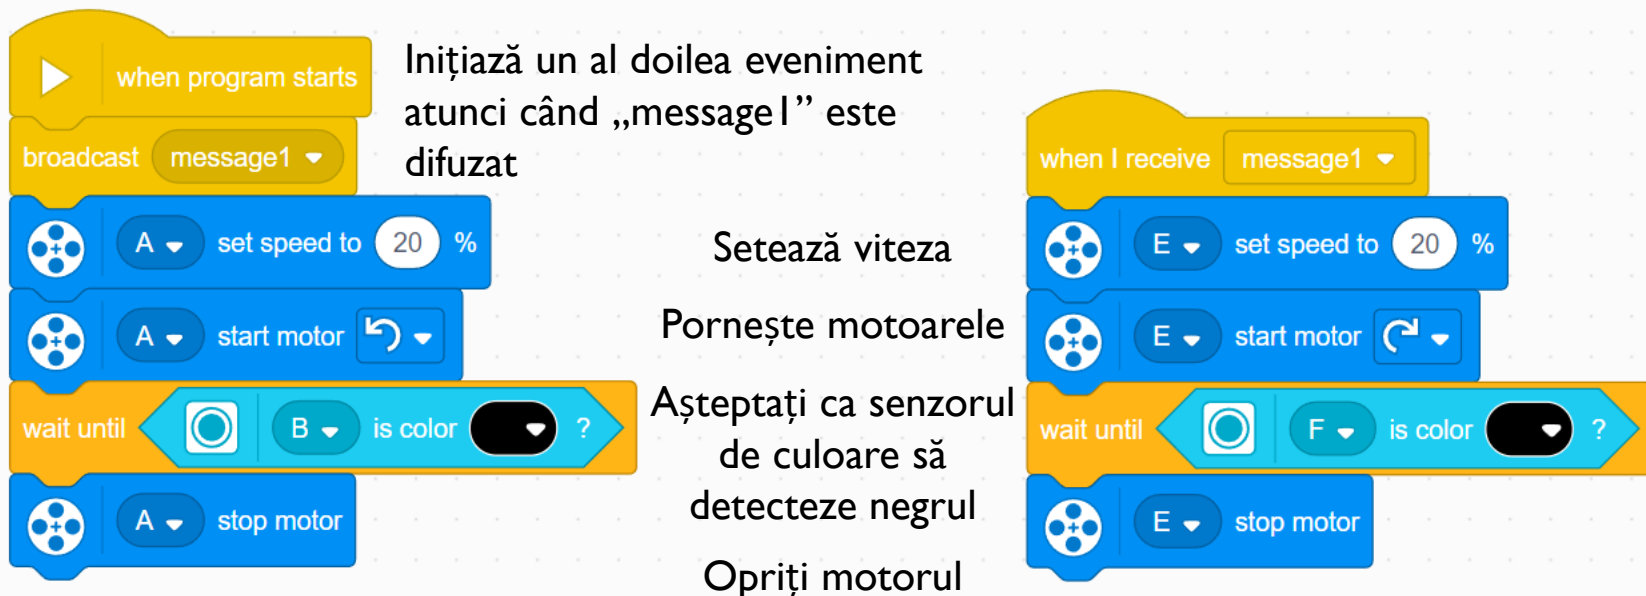 when program starts
broadcast message1
A set speed to 20 %
A start motor
wait until B is color ?
A stop motor
Inițiază un al doilea eveniment
atunci când „message1” este
difuzat
Setează viteza
Pornește motoarele
Așteptați ca senzorul
de culoare să
detecteze negrul
Opriți motorul
when I receive message1
E set speed to 20 %
E start motor
wait until F is color ?
E stop motor